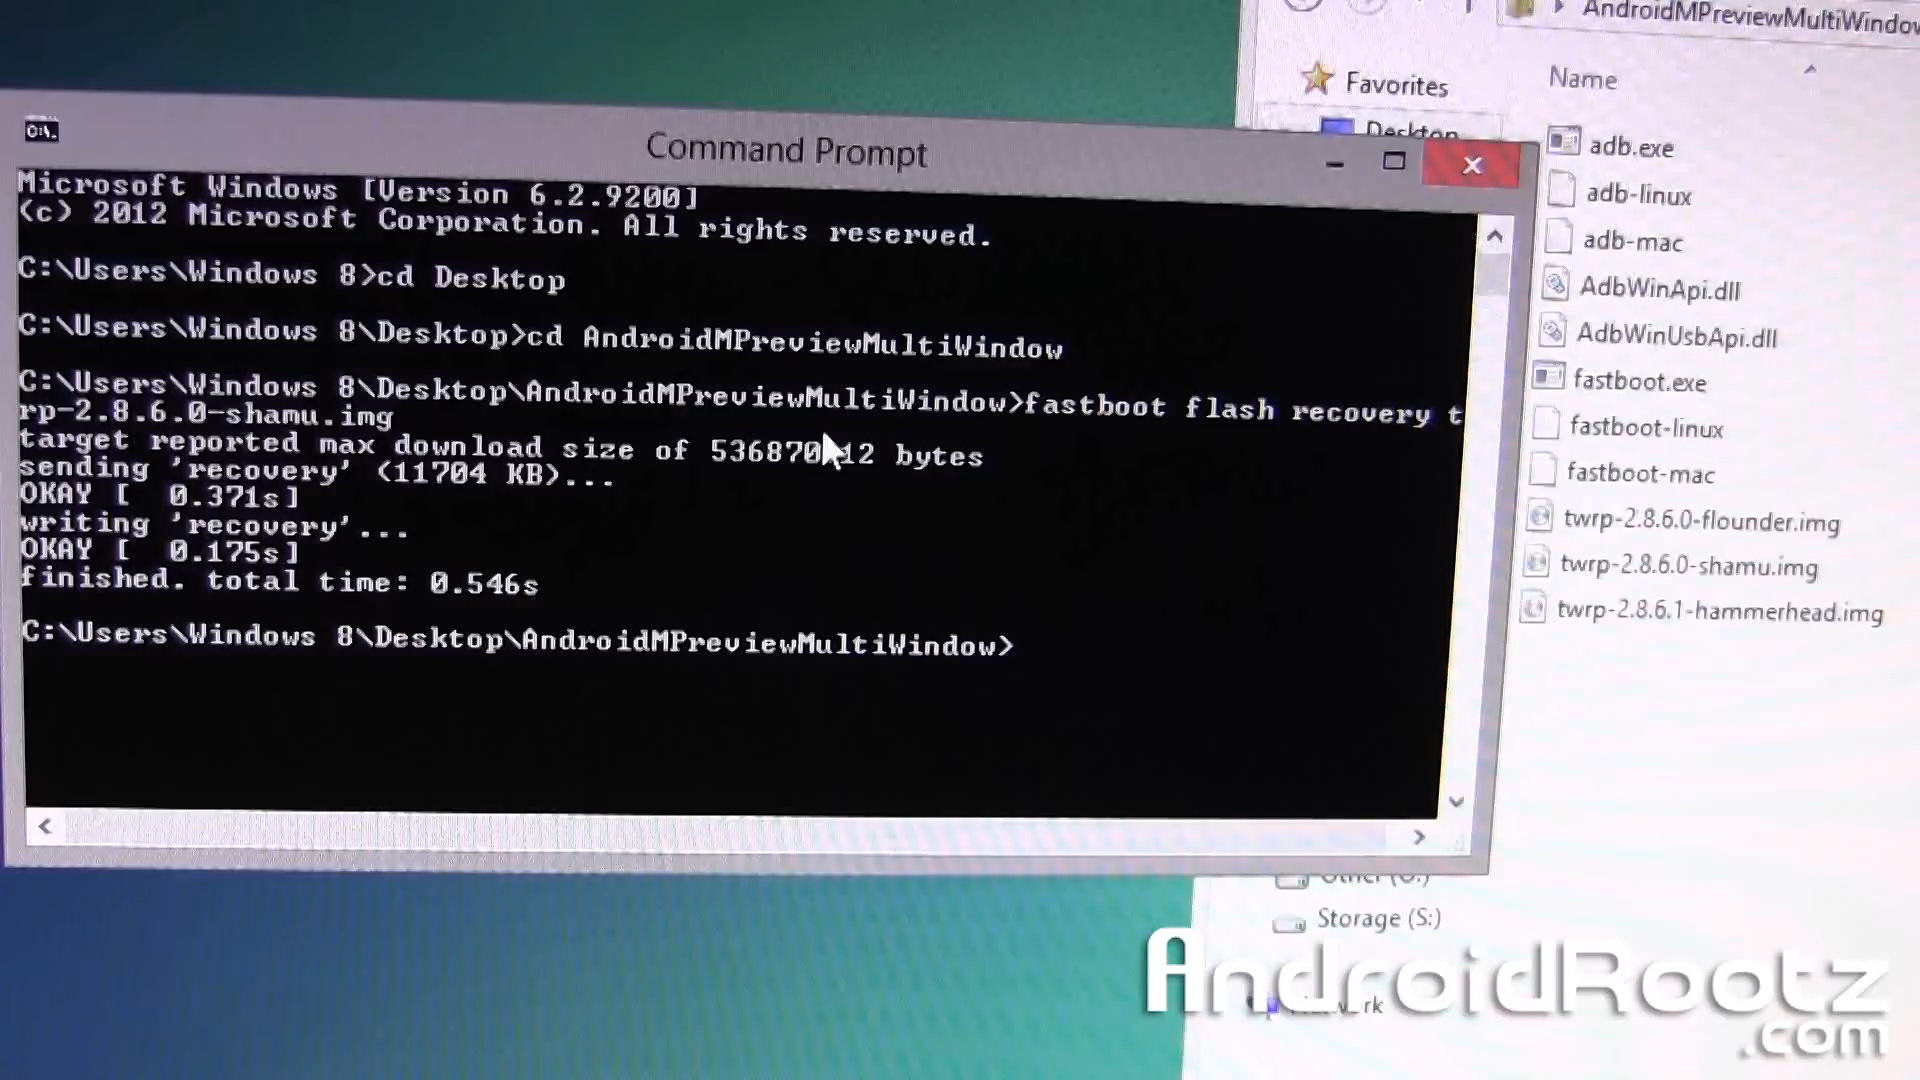 AndroidMPreviewMultiWindow
Favorites
Name
Desktop
adb.exe
adb-linux
adb-mac
AdbWinApi.dll
AdbWinUsbApi.dll
fastboot.exe
fastboot-linux
fastboot-mac
twrp-2.8.6.0-flounder.img
twrp-2.8.6.0-shamu.img
twrp-2.8.6.1-hammerhead.img
C:\.
Command Prompt
Microsoft Windows [Version 6.2.9200]
(c) 2012 Microsoft Corporation. All rights reserved.
C:\Users\Windows 8>cd Desktop
C:\Users\Windows 8\Desktop>cd AndroidMPreviewMultiWindow
C:\Users\Windows 8\Desktop\AndroidMPreviewMultiWindow>fastboot flash recovery t
rp-2.8.6.0-shamu.img
target reported max download size of 536870 12 bytes
sending 'recovery' (11704 KB)...
OKAY [ 0.371s]
writing 'recovery'...
OKAY [ 0.175s]
finished. total time: 0.546s
C:\Users\Windows 8\Desktop\AndroidMPreviewMultiWindow>
Storage (S:)
AndroidRootz
.com